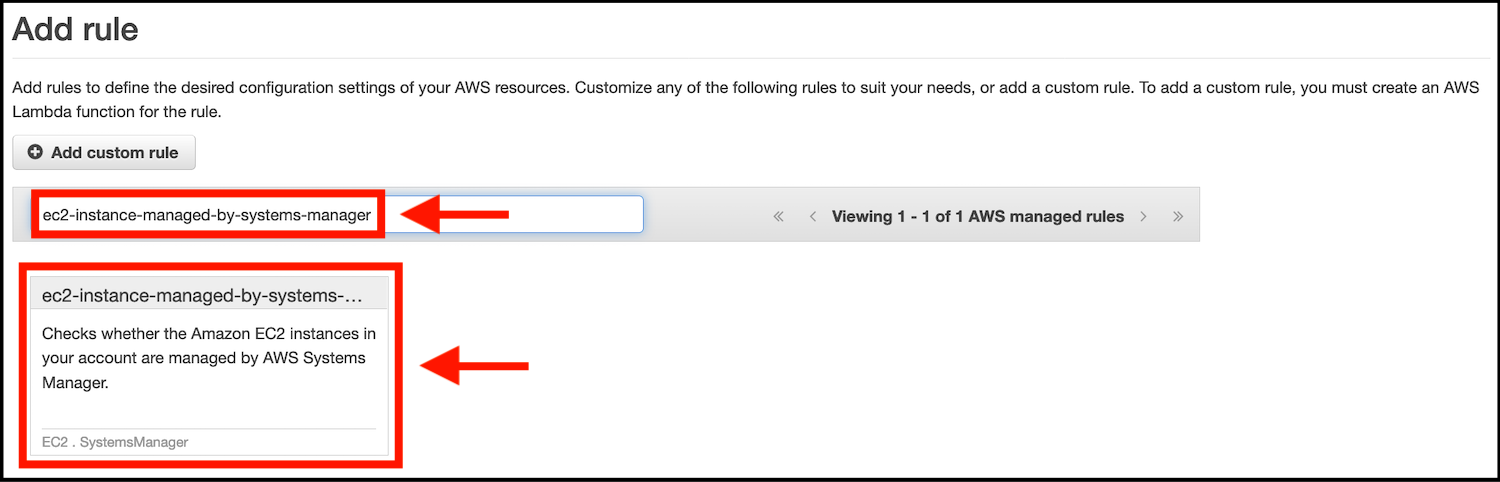 Add rule
Add rules to define the desired configuration settings of your AWS resources. Customize any of the following rules to suit your needs, or add a custom rule. To add a custom rule, you must create an AWS
Lambda function for the rule.
Add custom rule
ec2-instance-managed-by-systems-manager
« ‹ Viewing 1 - 1 of 1 AWS managed rules › »
ec2-instance-managed-by-systems-...
Checks whether the Amazon EC2 instances in
your account are managed by AWS Systems
Manager.
EC2 . SystemsManager